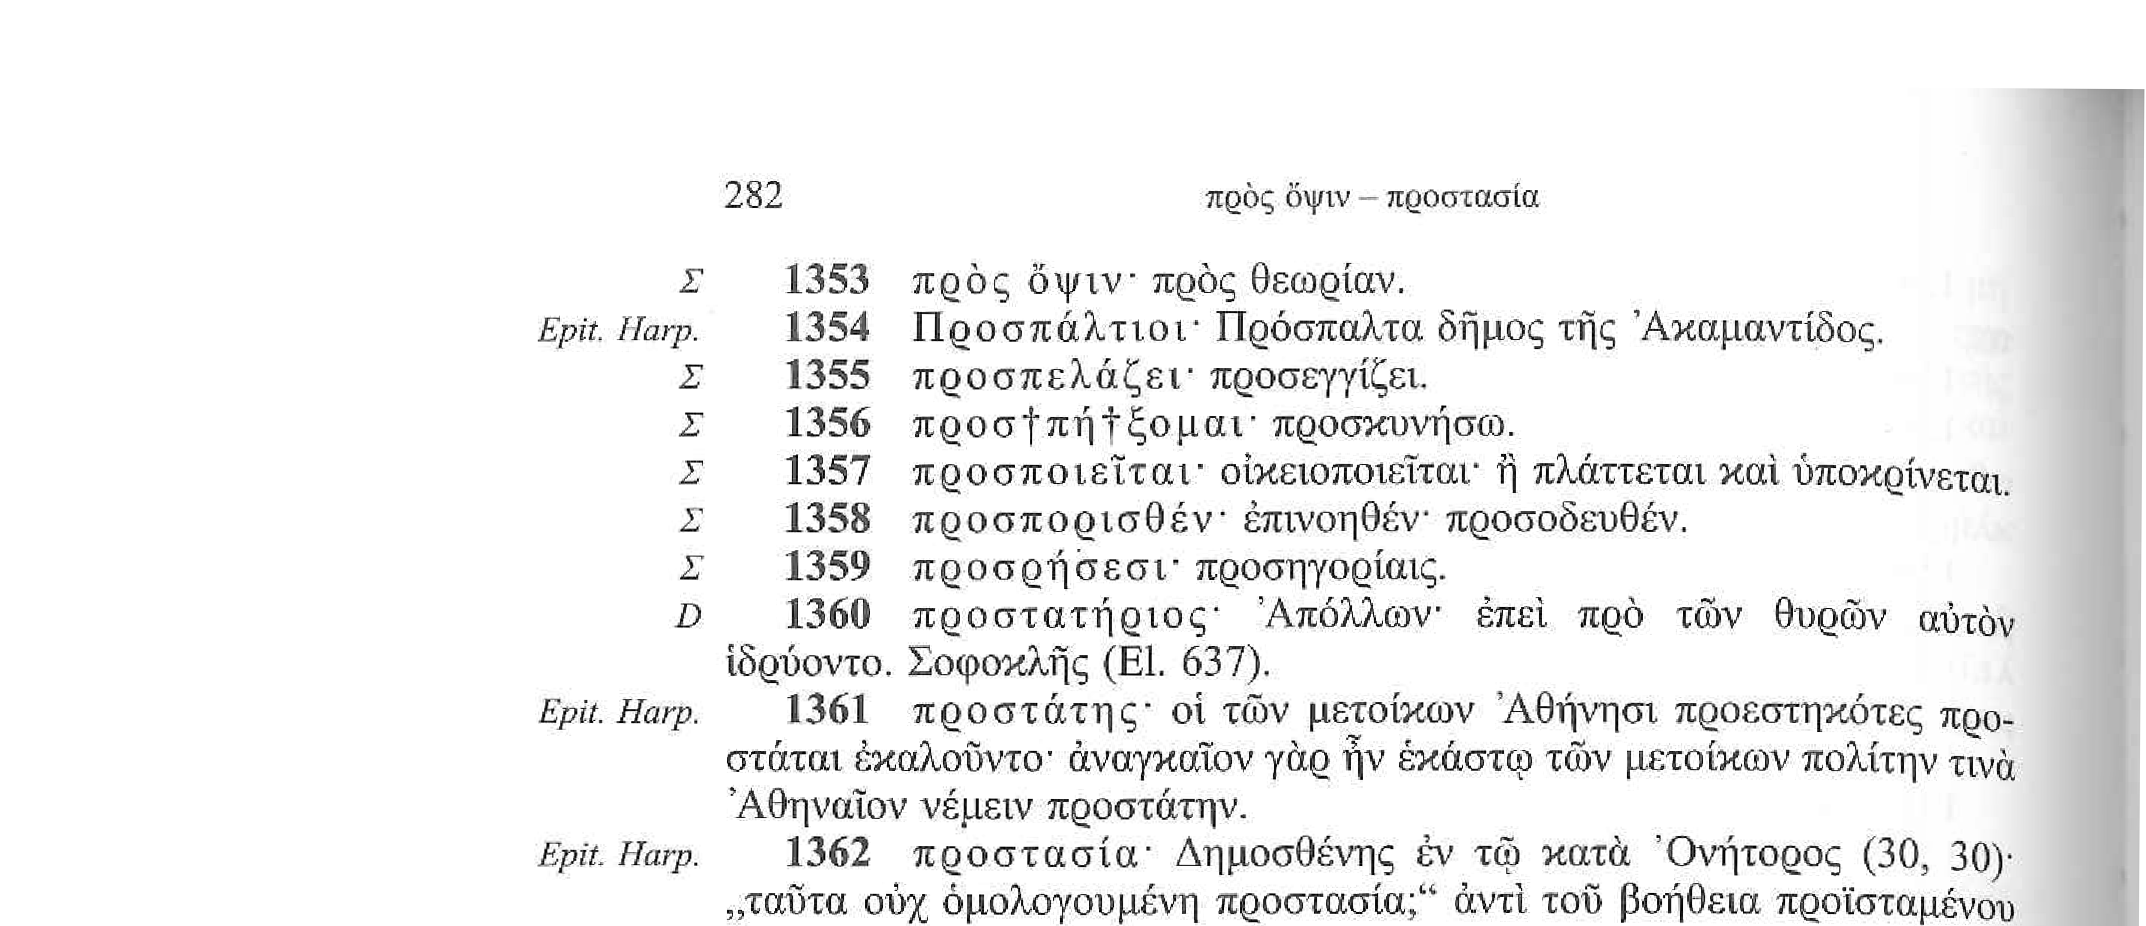 282 πρὸς ὄψιν – προστασία
Σ 1353 πρὸς ὄψιν· πρὸς θεωρίαν.
Epit. Harp. 1354 Προσπάλτιοι· Πρόσπαλτα δῆμος τῆς Ἀκαμαντίδος.
Σ 1355 προσπελάζει· προσεγγίζει.
Σ 1356 προσ†πή†ξομαι· προσκυνήσω.
Σ 1357 προσποιεῖται· οἰκειοποιεῖται· ἢ πλάττεται καὶ ὑποκρίνεται.
Σ 1358 προσπορισθέν· ἐπινοηθέν· προσοδευθέν.
Σ 1359 προσρήσεσι· προσηγορίαις.
D 1360 προστατήριος· Ἀπόλλων· ἐπεὶ πρὸ τῶν θυρῶν αὐτὸν
ἱδρύοντο. Σοφοκλῆς (El. 637).
Epit. Harp. 1361 προστάτης· οἱ τῶν μετοίκων Ἀθήνησι προεστηκότες προ-
στάται ἐκαλοῦντο· ἀναγκαῖον γὰρ ἦν ἑκάστῳ τῶν μετοίκων πολίτην τινὰ
Ἀθηναῖον νέμειν προστάτην.
Epit. Harp. 1362 προστασία· Δημοσθένης ἐν τῷ κατὰ Ὀνήτορος (30, 30)·
„ταῦτα οὐχ ὁμολογουμένη προστασία;“ ἀντὶ τοῦ βοήθεια προϊσταμένου